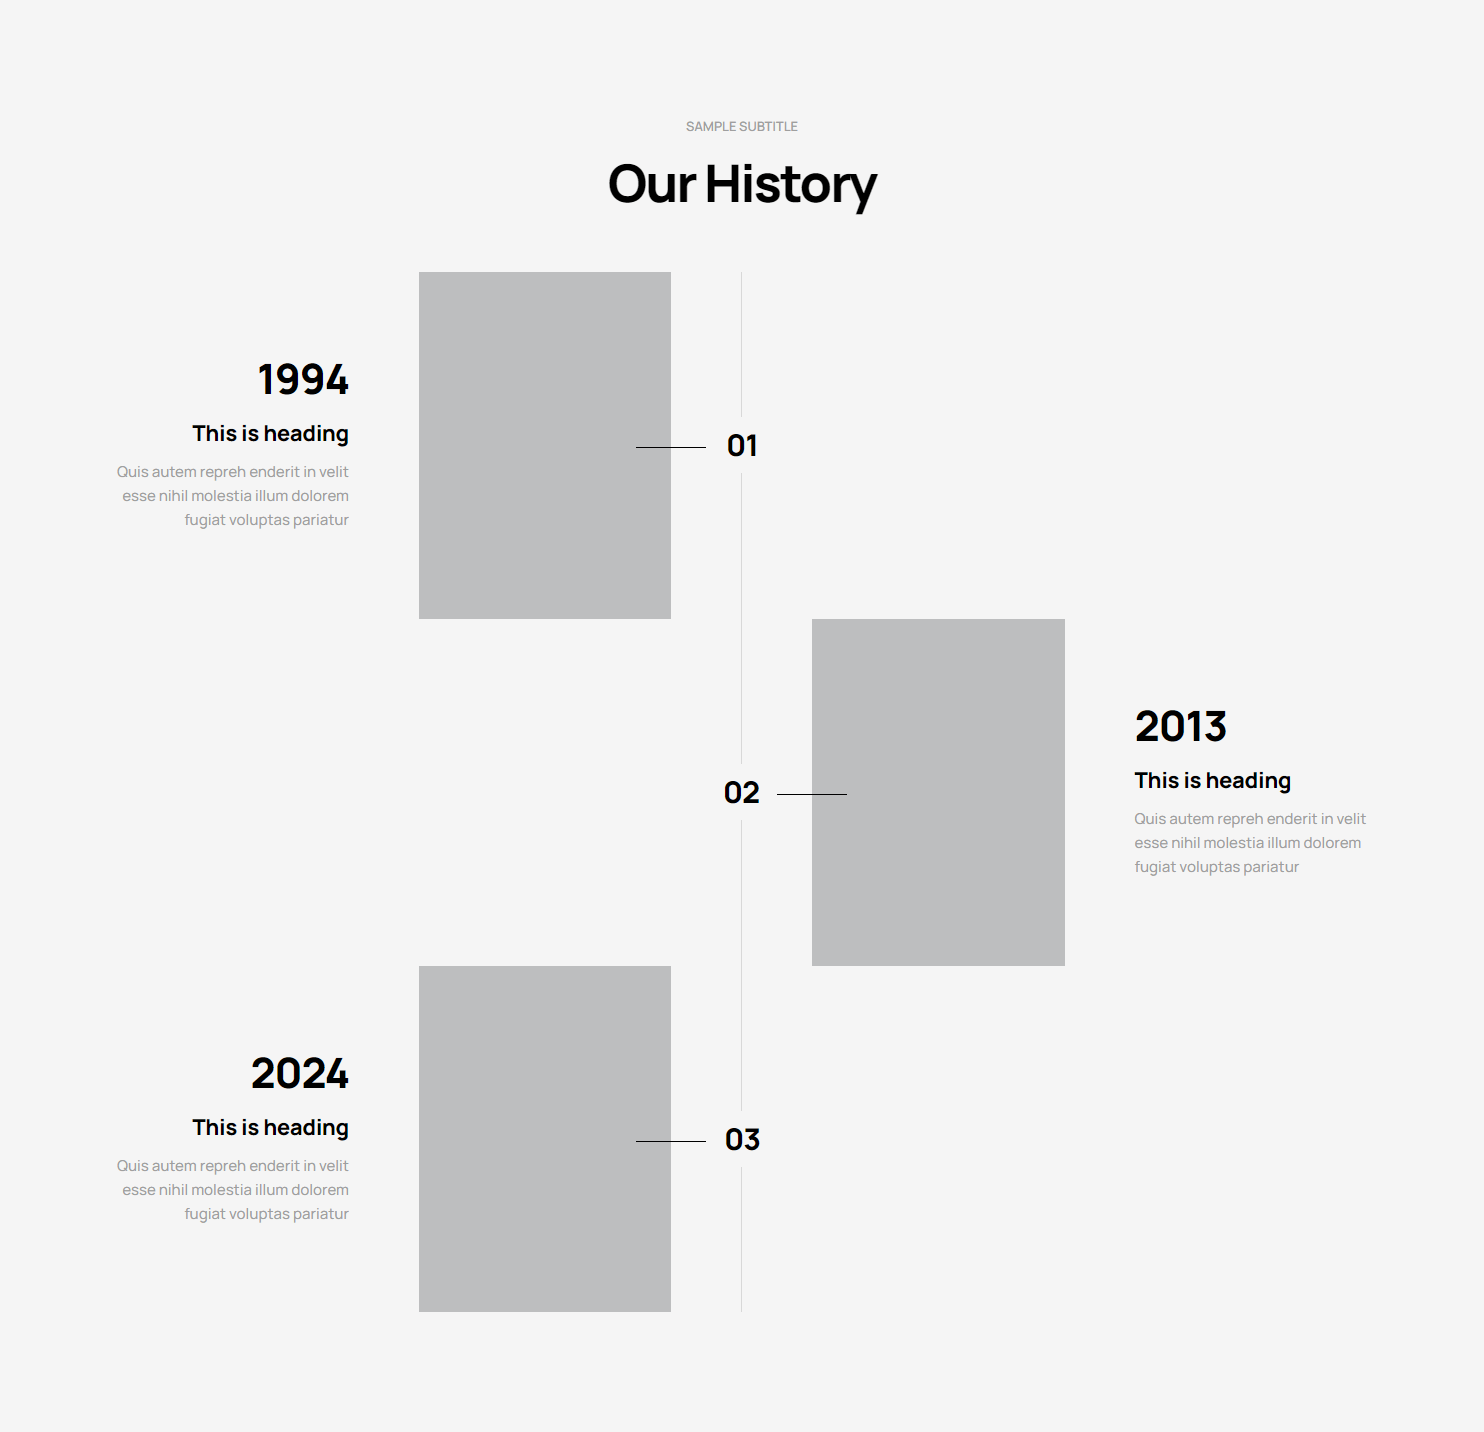 SAMPLE SUBTITLE
Our History
1994
This is heading
Quis autem repreh enderit in velit
esse nihil molestia illum dolorem
fugiat voluptas pariatur
01
02
2013
This is heading
Quis autem repreh enderit in velit
esse nihil molestia illum dolorem
fugiat voluptas pariatur
2024
This is heading
Quis autem repreh enderit in velit
esse nihil molestia illum dolorem
fugiat voluptas pariatur
03